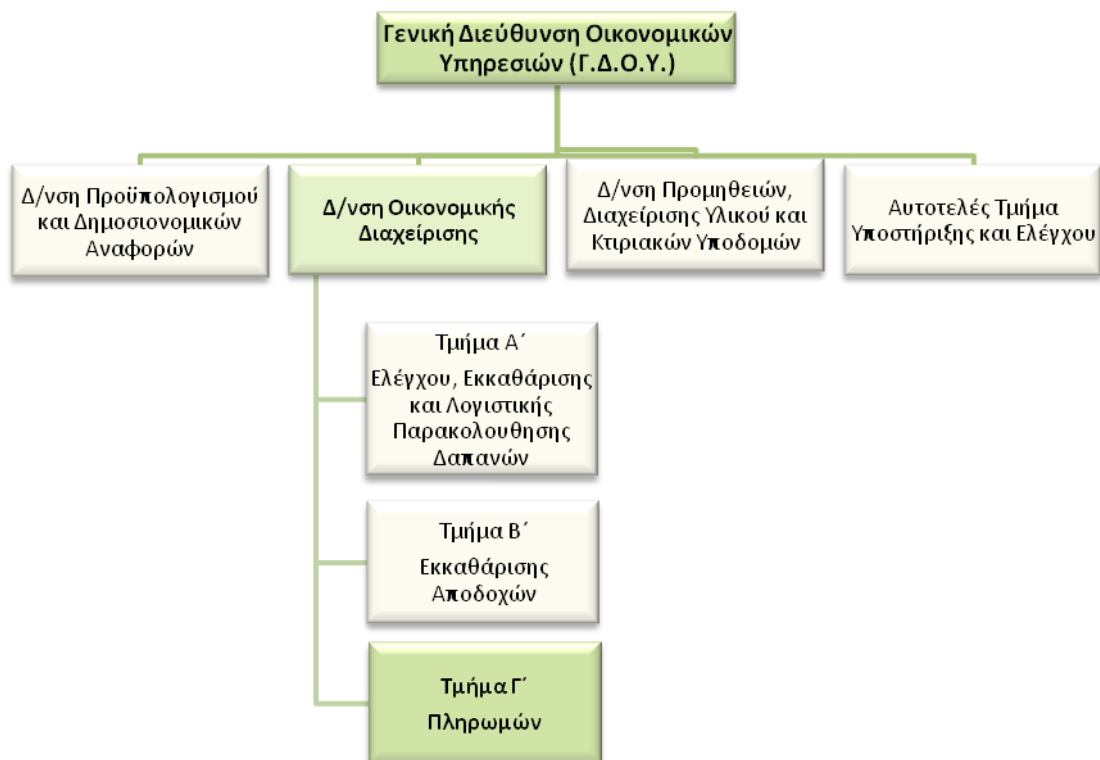 Γενική Διεύθυνση Οικονομικών
Υπηρεσιών (Γ.Δ.Ο.Υ.)
Δ/νση Προϋπολογισμού
και Δημοσιονομικών
Αναφορών
Δ/νση Οικονομικής
Διαχείρισης
Δ/νση Προμηθειών,
Διαχείρισης Υλικού και
Κτιριακών Υποδομών
Αυτοτελές Τμήμα
Υποστήριξης και Ελέγχου
Τμήμα Α΄
Ελέγχου, Εκκαθάρισης
και Λογιστικής
Παρακολουθησης
Δαπανών
Τμήμα Β΄
Εκκαθάρισης
Αποδοχών
Τμήμα Γ΄
Πληρωμών